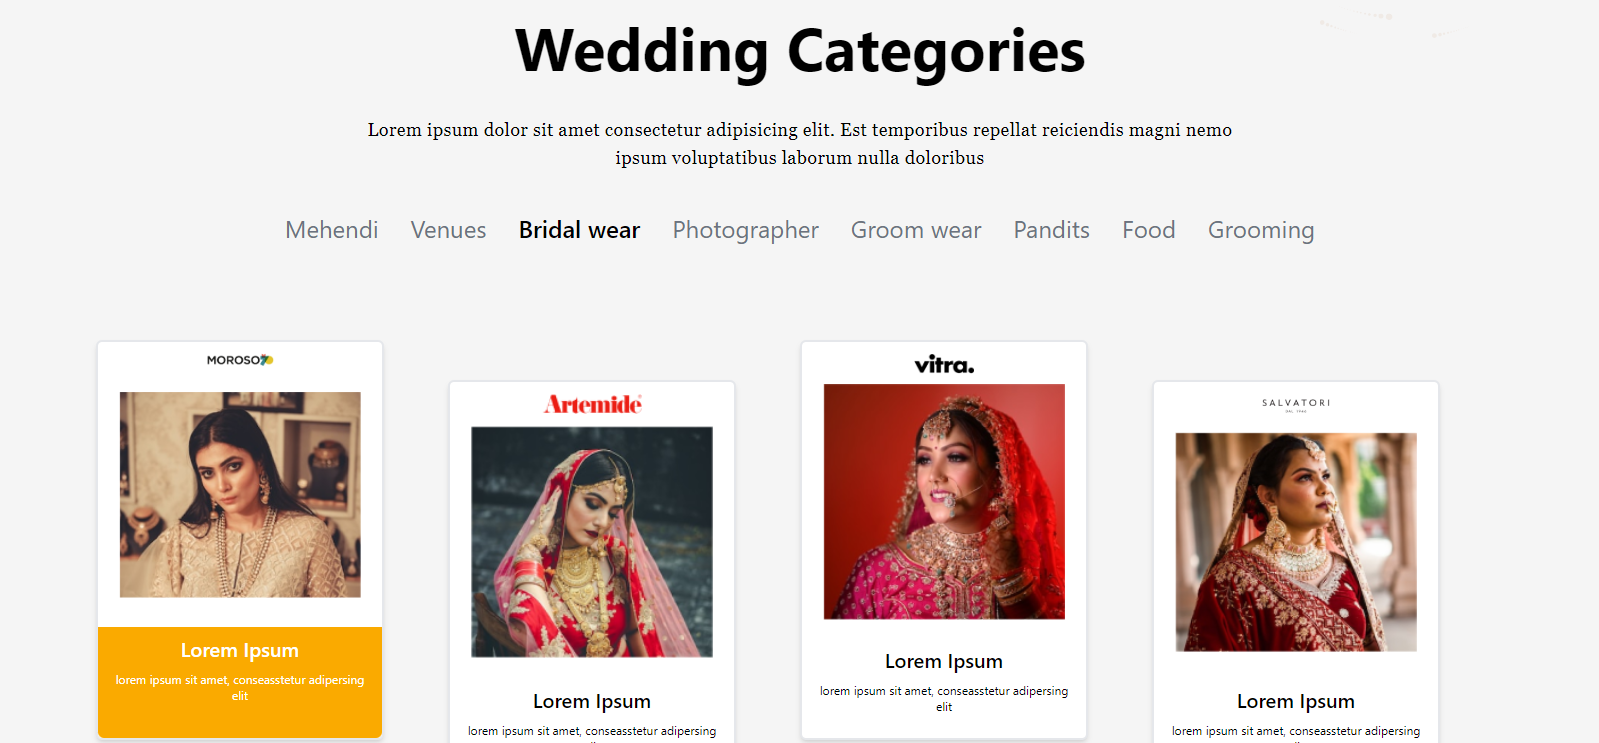 Wedding Categories
Lorem ipsum dolor sit amet consectetur adipisicing elit. Est temporibus repellat reiciendis magni nemo
ipsum voluptatibus laborum nulla doloribus
Mehendi Venues Bridal wear Photographer Groom wear Pandits Food Grooming
MOROSO
Lorem Ipsum
lorem ipsum sit amet, conseasstetur adipersing
elit
Artemide
Lorem Ipsum
lorem ipsum sit amet, conseasstetur adipersing
vitra.
Lorem Ipsum
lorem ipsum sit amet, conseasstetur adipersing
elit
SALVATORI
Lorem Ipsum
lorem ipsum sit amet, conseasstetur adipersing